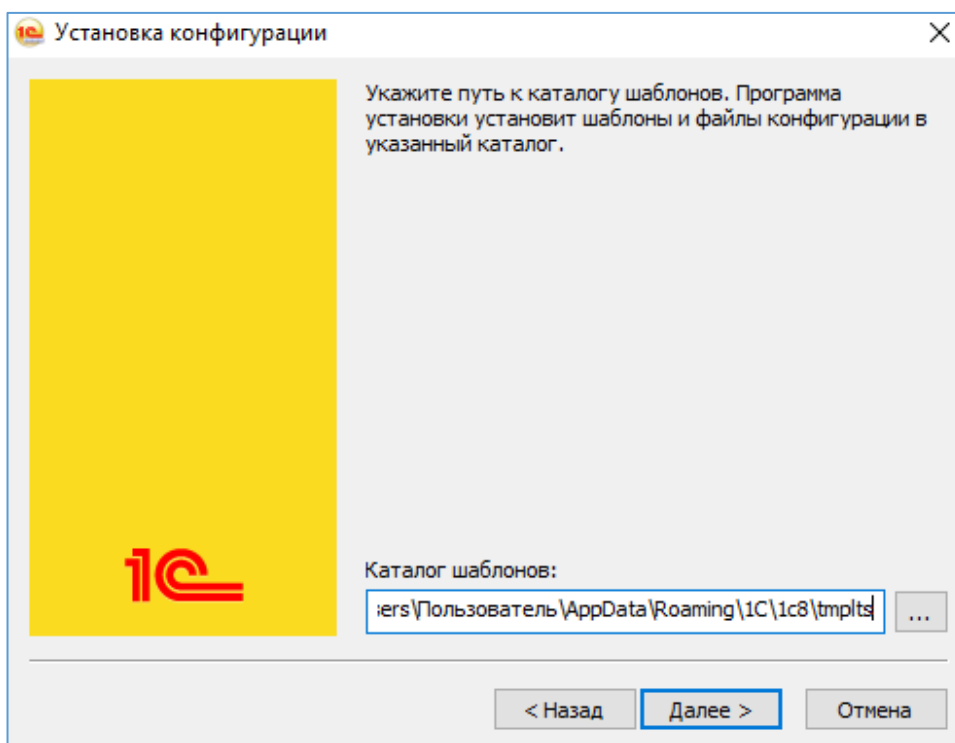 Установка конфигурации
Укажите путь к каталогу шаблонов. Программа
установки установит шаблоны и файлы конфигурации в
указанный каталог.
1С
Каталог шаблонов:
sers\Пользователь\AppData\Roaming\1C\1c8\tmplts
...
< Назад
Далее >
Отмена